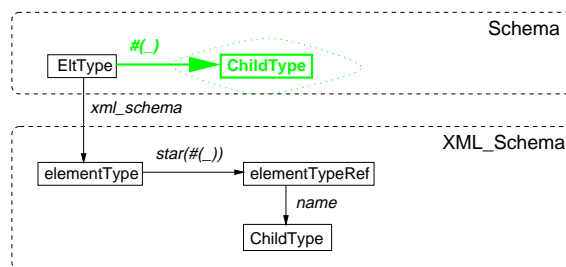 Schema
#(_)
EltType
ChildType
xml_schema
XML_Schema
star(#(_))
elementType
elementTypeRef
name
ChildType